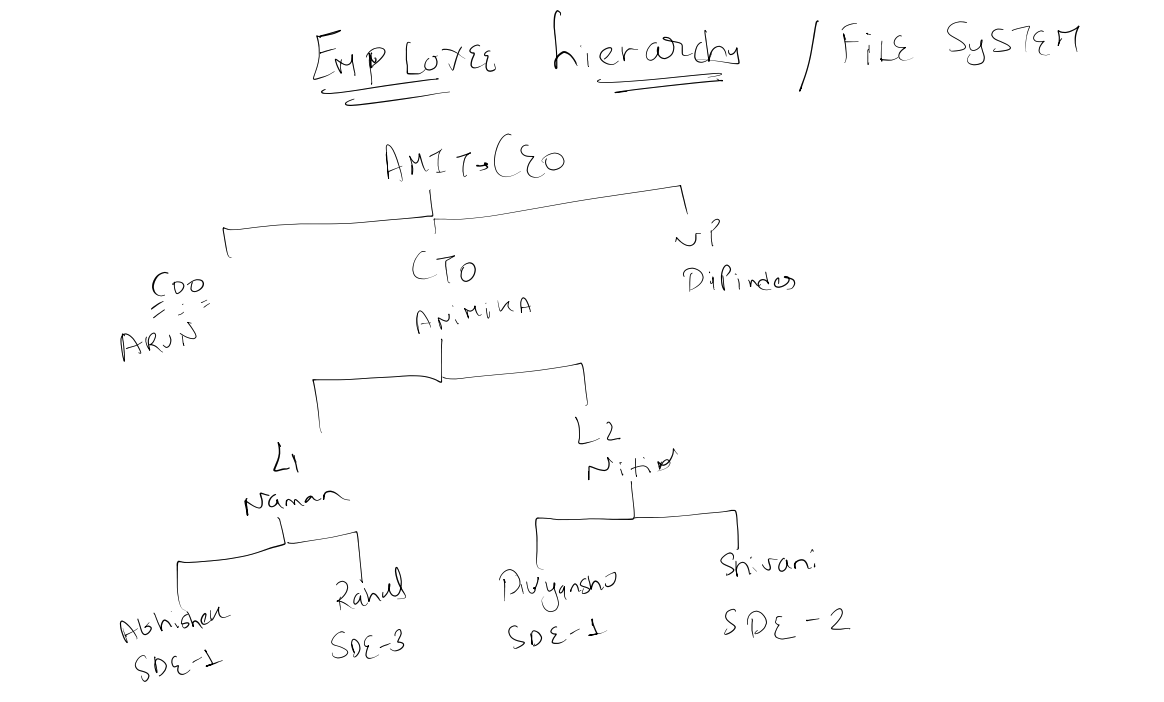 EMPLOYEE hierarchy / FILE SYSTEM
AMIT → CEO
COO
ARUN
CTO
ANIMIKA
VP
Dipinder
L1
Naman
L2
Nitin
Abhishek
SDE-1
Rahul
SDE-3
Divyanshu
SDE-1
Shivani
SDE-2